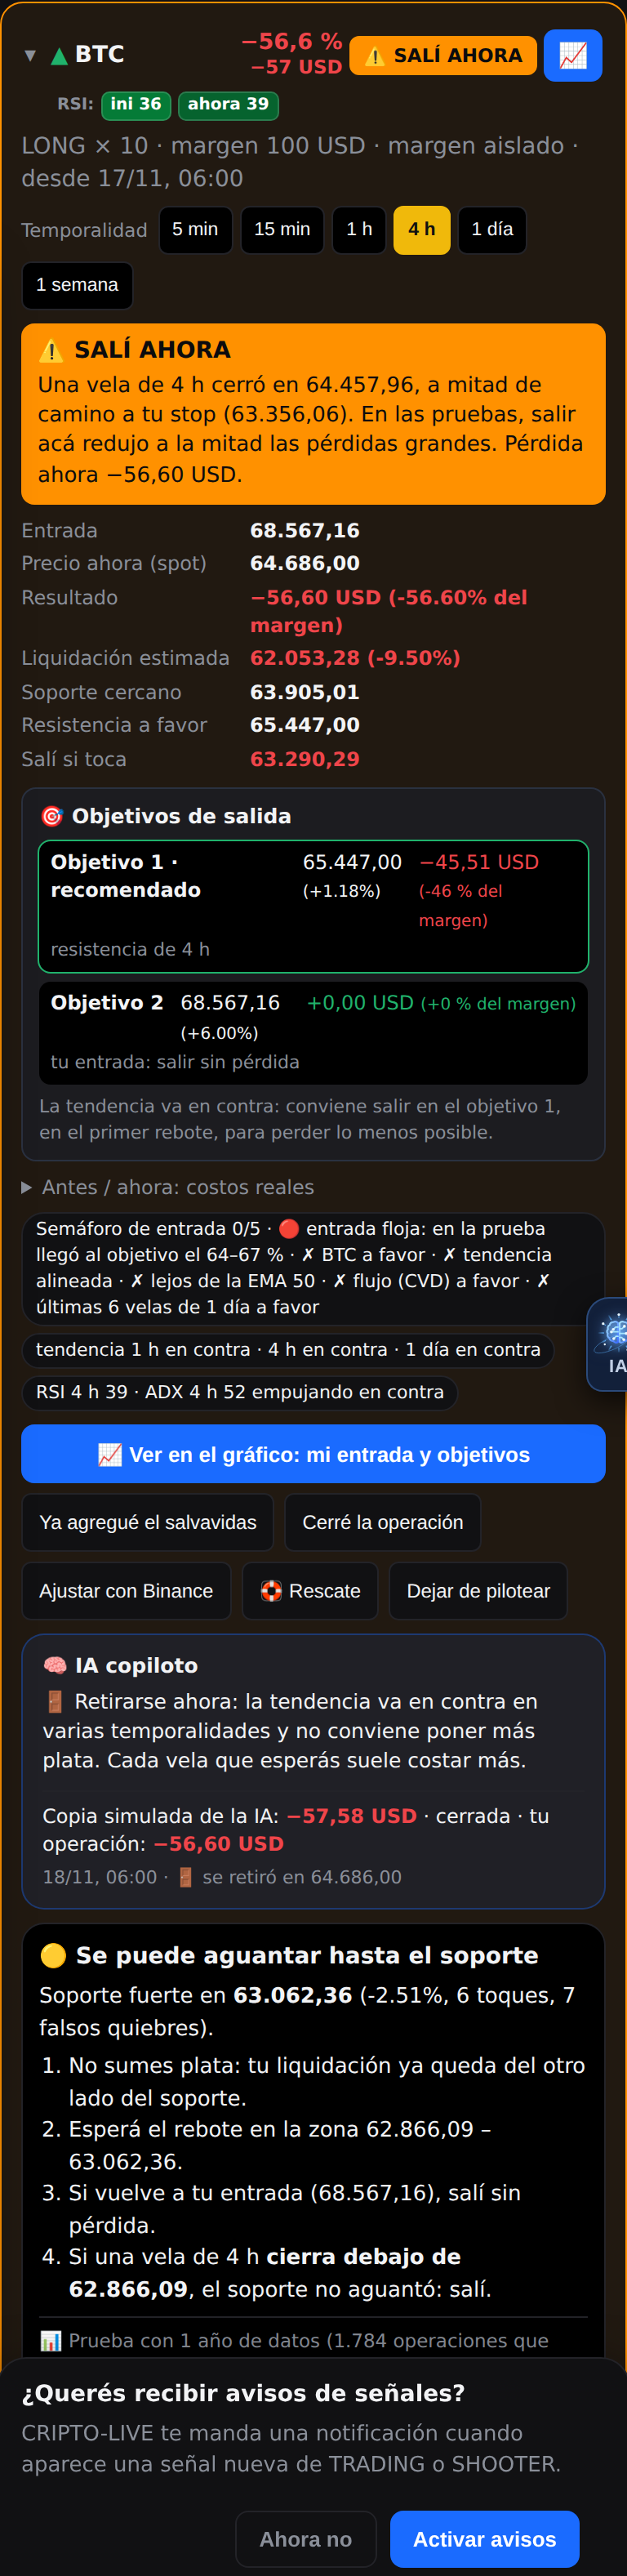 ▼ ▲ BTC −56,6 % −57 USD ⚠️ SALÍ AHORA 📈
RSI: ini 36 ahora 39
LONG × 10 · margen 100 USD · margen aislado ·
desde 17/11, 06:00
Temporalidad 5 min 15 min 1 h 4 h 1 día
1 semana
⚠️ SALÍ AHORA
Una vela de 4 h cerró en 64.457,96, a mitad de
camino a tu stop (63.356,06). En las pruebas, salir
acá redujo a la mitad las pérdidas grandes. Pérdida
ahora −56,60 USD.
Entrada 68.567,16
Precio ahora (spot) 64.686,00
Resultado −56,60 USD (-56.60% del
margen)
Liquidación estimada 62.053,28 (-9.50%)
Soporte cercano 63.905,01
Resistencia a favor 65.447,00
Salí si toca 63.290,29
🎯 Objetivos de salida
Objetivo 1 · 65.447,00 −45,51 USD
recomendado (+1.18%) (-46 % del
margen)
resistencia de 4 h
Objetivo 2 68.567,16 +0,00 USD (+0 % del margen)
(+6.00%)
tu entrada: salir sin pérdida
La tendencia va en contra: conviene salir en el objetivo 1,
en el primer rebote, para perder lo menos posible.
▶ Antes / ahora: costos reales
Semáforo de entrada 0/5 · 🔴 entrada floja: en la prueba
llegó al objetivo el 64–67 % · ✗ BTC a favor · ✗ tendencia
alineada · ✗ lejos de la EMA 50 · ✗ flujo (CVD) a favor · ✗
últimas 6 velas de 1 día a favor
IA
tendencia 1 h en contra · 4 h en contra · 1 día en contra
RSI 4 h 39 · ADX 4 h 52 empujando en contra
📈 Ver en el gráfico: mi entrada y objetivos
Ya agregué el salvavidas Cerré la operación
Ajustar con Binance 🛟 Rescate Dejar de pilotear
🧠 IA copiloto
🚪 Retirarse ahora: la tendencia va en contra en
varias temporalidades y no conviene poner más
plata. Cada vela que esperás suele costar más.
Copia simulada de la IA: −57,58 USD · cerrada · tu
operación: −56,60 USD
18/11, 06:00 · 🚪 se retiró en 64.686,00
🟡 Se puede aguantar hasta el soporte
Soporte fuerte en 63.062,36 (-2.51%, 6 toques, 7
falsos quiebres).
1. No sumes plata: tu liquidación ya queda del otro
lado del soporte.
2. Esperá el rebote en la zona 62.866,09 –
63.062,36.
3. Si vuelve a tu entrada (68.567,16), salí sin
pérdida.
4. Si una vela de 4 h cierra debajo de
62.866,09, el soporte no aguantó: salí.
📊 Prueba con 1 año de datos (1.784 operaciones que
¿Querés recibir avisos de señales?
CRIPTO-LIVE te manda una notificación cuando
aparece una señal nueva de TRADING o SHOOTER.
Ahora no Activar avisos